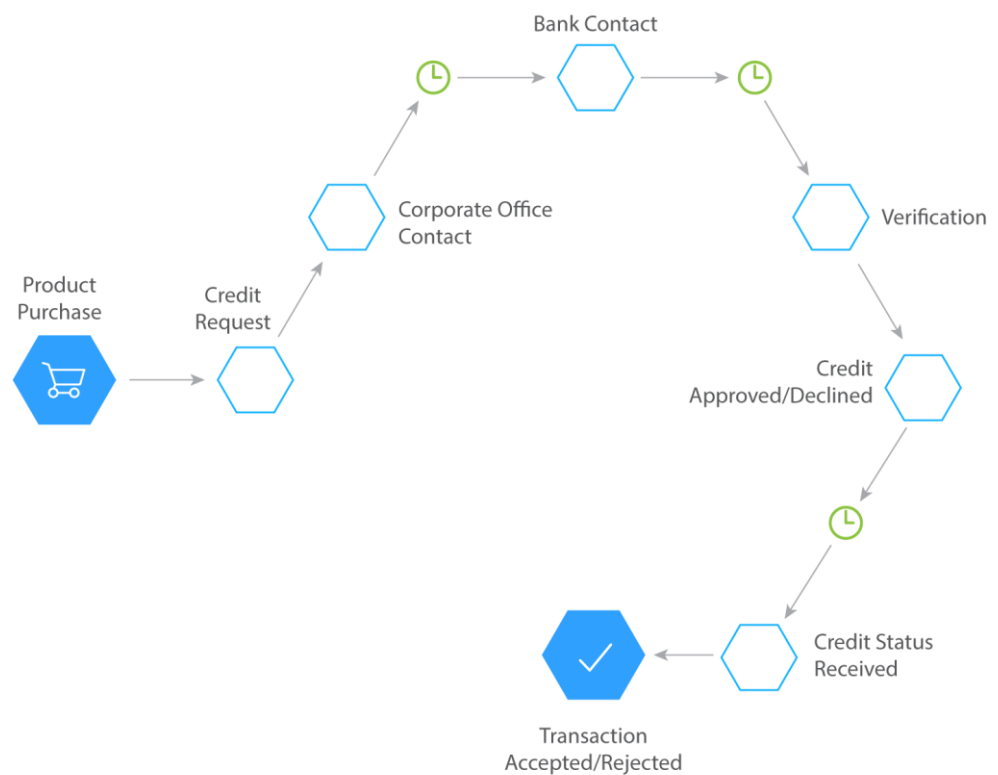 Bank Contact
Corporate Office
Contact
Verification
Product
Purchase
Credit
Request
Credit
Approved/Declined
Credit Status
Received
Transaction
Accepted/Rejected